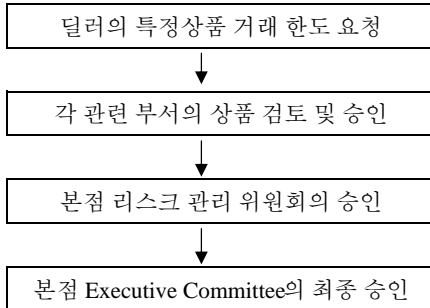 딜러의 특정상품 거래 한도 요청
각 관련 부서의 상품 검토 및 승인
본점 리스크 관리 위원회의 승인
본점 Executive Committee의 최종 승인